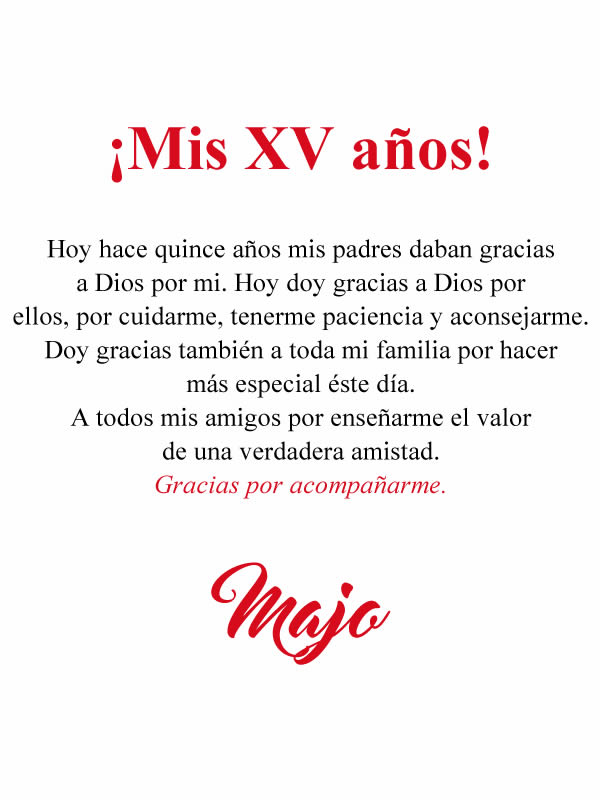 ¡Mis XV años!
Hoy hace quince años mis padres daban gracias
a Dios por mi. Hoy doy gracias a Dios por
ellos, por cuidarme, tenerme paciencia y aconsejarme.
Doy gracias también a toda mi familia por hacer
más especial éste día.
A todos mis amigos por enseñarme el valor
de una verdadera amistad.
Gracias por acompañarme.
Majo